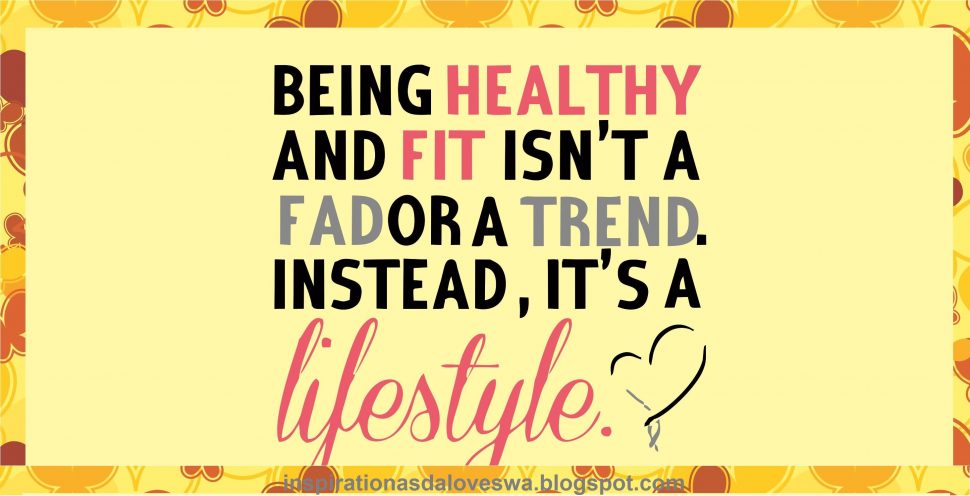 BEING HEALTHY
AND FIT ISN'T A
FAD OR A TREND.
INSTEAD, IT'S A
lifestyle.
inspirationasdaloveswa.blogspot.com